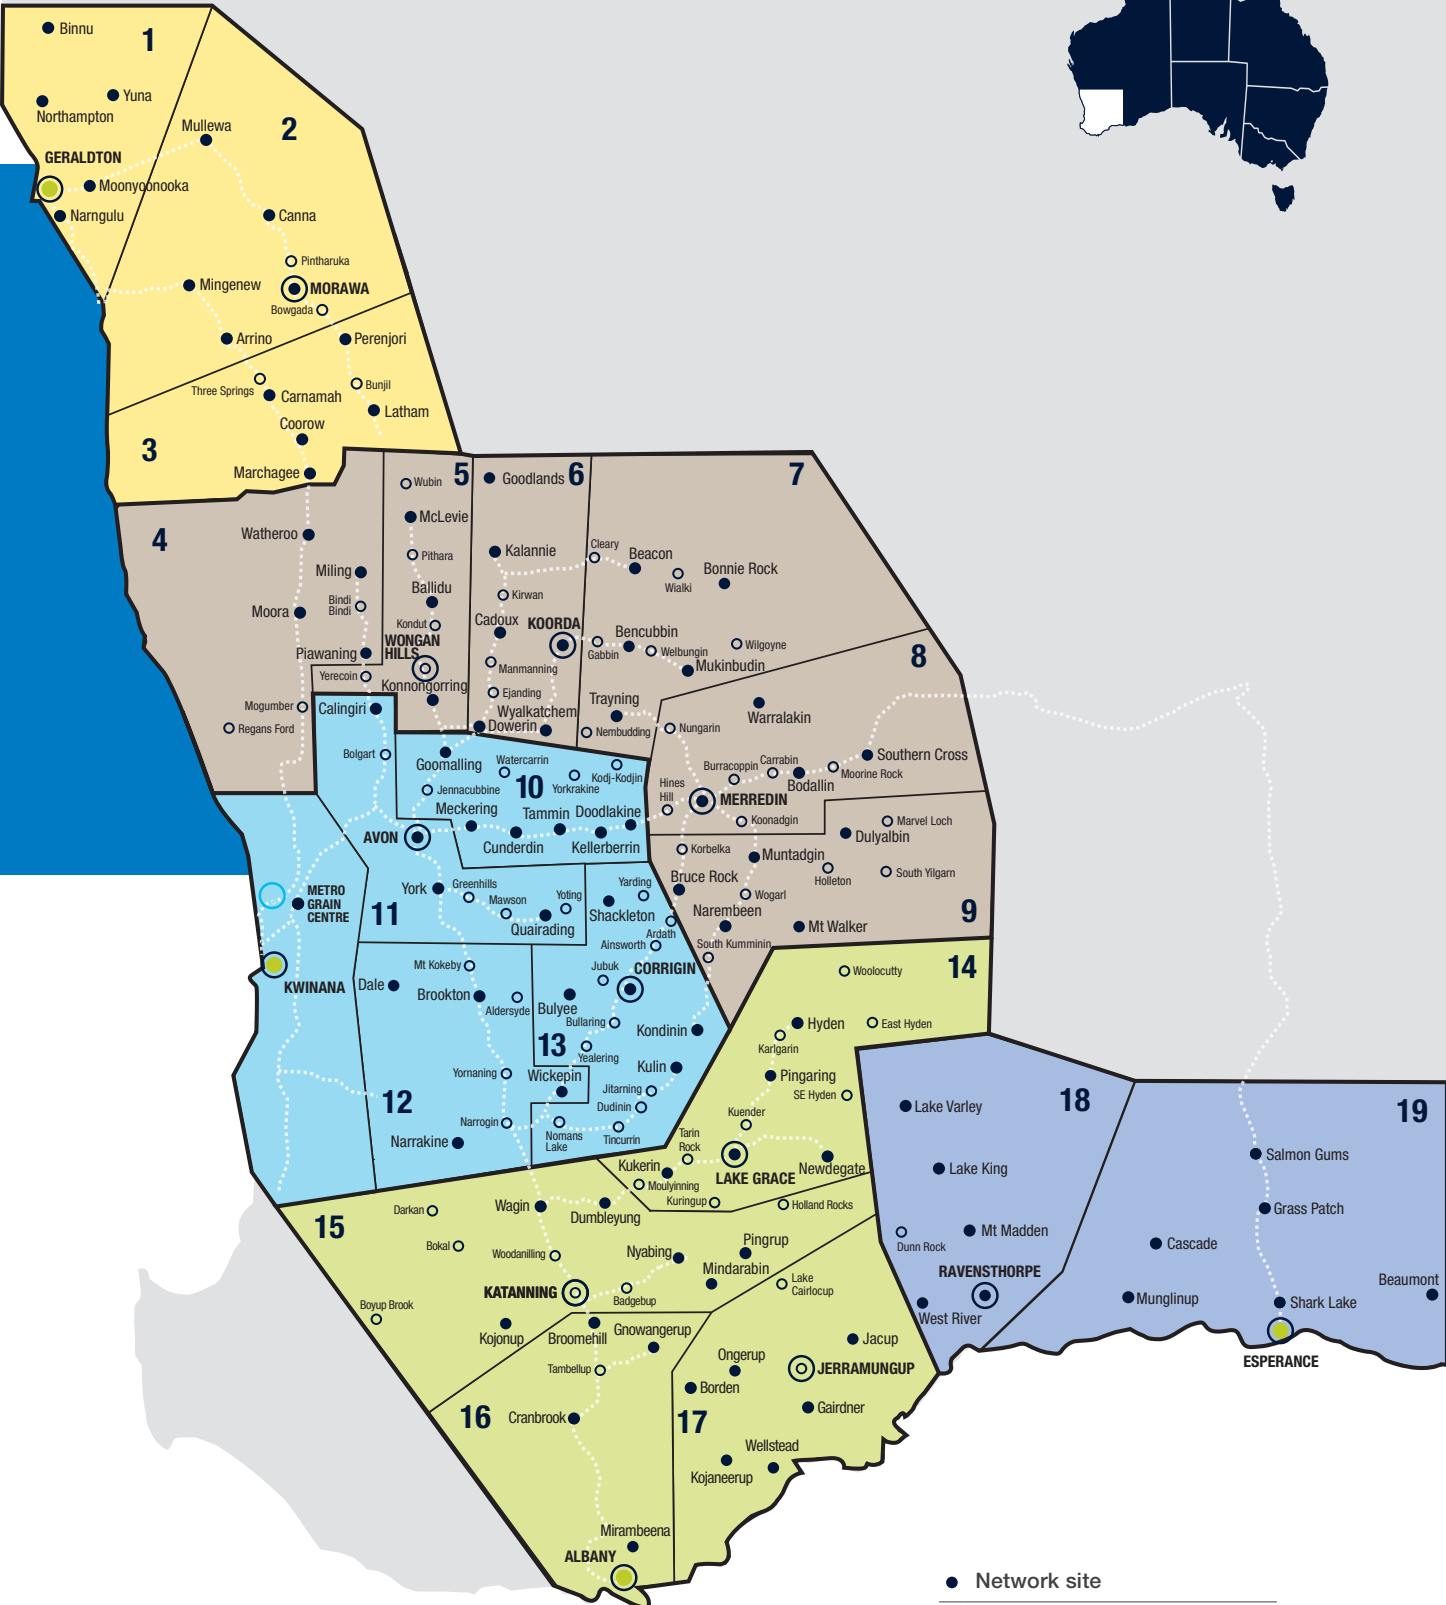 Binnu
1
Yuna
Northampton
2
Mullewa
GERALDTON
Moonyoonooka
Narngulu
Canna
Pintharuka
Mingenew
MORAWA
Bowgada
Arrino
Perenjori
Three Springs
Bunjil
Carnamah
Latham
Coorow
3
Marchagee
5
Wubin
Goodlands
6
7
McLevie
4
Watheroo
Kalannie
Cleary
Beacon
Pithara
Miling
Wialki
Bonnie Rock
Ballidu
Kirwan
Bindi
Bindi
Moora
Kondut
Cadoux
KOORDA
Bencubbin
WONGAN
HILLS
Gabbin
Welbungin
Wilgoyne
8
Piawaning
Manmanning
Mukinbudin
Yerecoin
Konnongorring
Ejanding
Trayning
Mogumber
Calingiri
Wyalkatchem
Warralakin
Regans Ford
Dowerin
Nembudding
Nungarin
Bolgart
Goomalling
Watercarrin
Southern Cross
10
Kodj-Kodjin
Burracoppin
Carrabin
Moorine Rock
Jennacubbine
Yorkrakine
Hines
Hill
Bodallin
MERREDIN
Meckering
Tammin
Doodlakine
Koonadgin
Marvel Loch
AVON
Cunderdin
Kellerberrin
Dulyalbin
Korbelka
Muntadgin
Bruce Rock
Holleton
South Yilgarn
York
Greenhills
Yarding
METRO
GRAIN
CENTRE
Mawson
Yoting
Wogarl
11
Shackleton
Narembeen
9
Quairading
Ardath
Mt Walker
Ainsworth
South Kumminin
Mt Kokeby
Jubuk
CORRIGIN
14
KWINANA
Dale
Woolocutty
Brookton
Aldersyde
Bulyee
Bullaring
Hyden
East Hyden
Kondinin
13
Karlgarin
Yealering
Yornaning
Wickepin
Kulin
Pingaring
12
Jitarning
SE Hyden
18
Lake Varley
19
Dudinin
Kuender
Narrogin
Nomans
Lake
Tincurrin
Tarin
Rock
Narrakine
Salmon Gums
Kukerin
Newdegate
Lake King
LAKE GRACE
Moulyinning
Kuringup
Holland Rocks
Darkan
Wagin
Dumbleyung
Grass Patch
15
Mt Madden
Bokal
Woodanilling
Nyabing
Pingrup
Dunn Rock
Cascade
Mindarabin
RAVENSTHORPE
Beaumont
KATANNING
Badgebup
Lake
Cairlocup
Munglinup
Shark Lake
Boyup Brook
West River
Kojonup
Broomehill
Gnowangerup
Jacup
Ongerup
ESPERANCE
Tambellup
JERRAMUNGUP
Borden
Gairdner
16
Cranbrook
17
Wellstead
Kojaneerup
Mirambeena
ALBANY
Network site